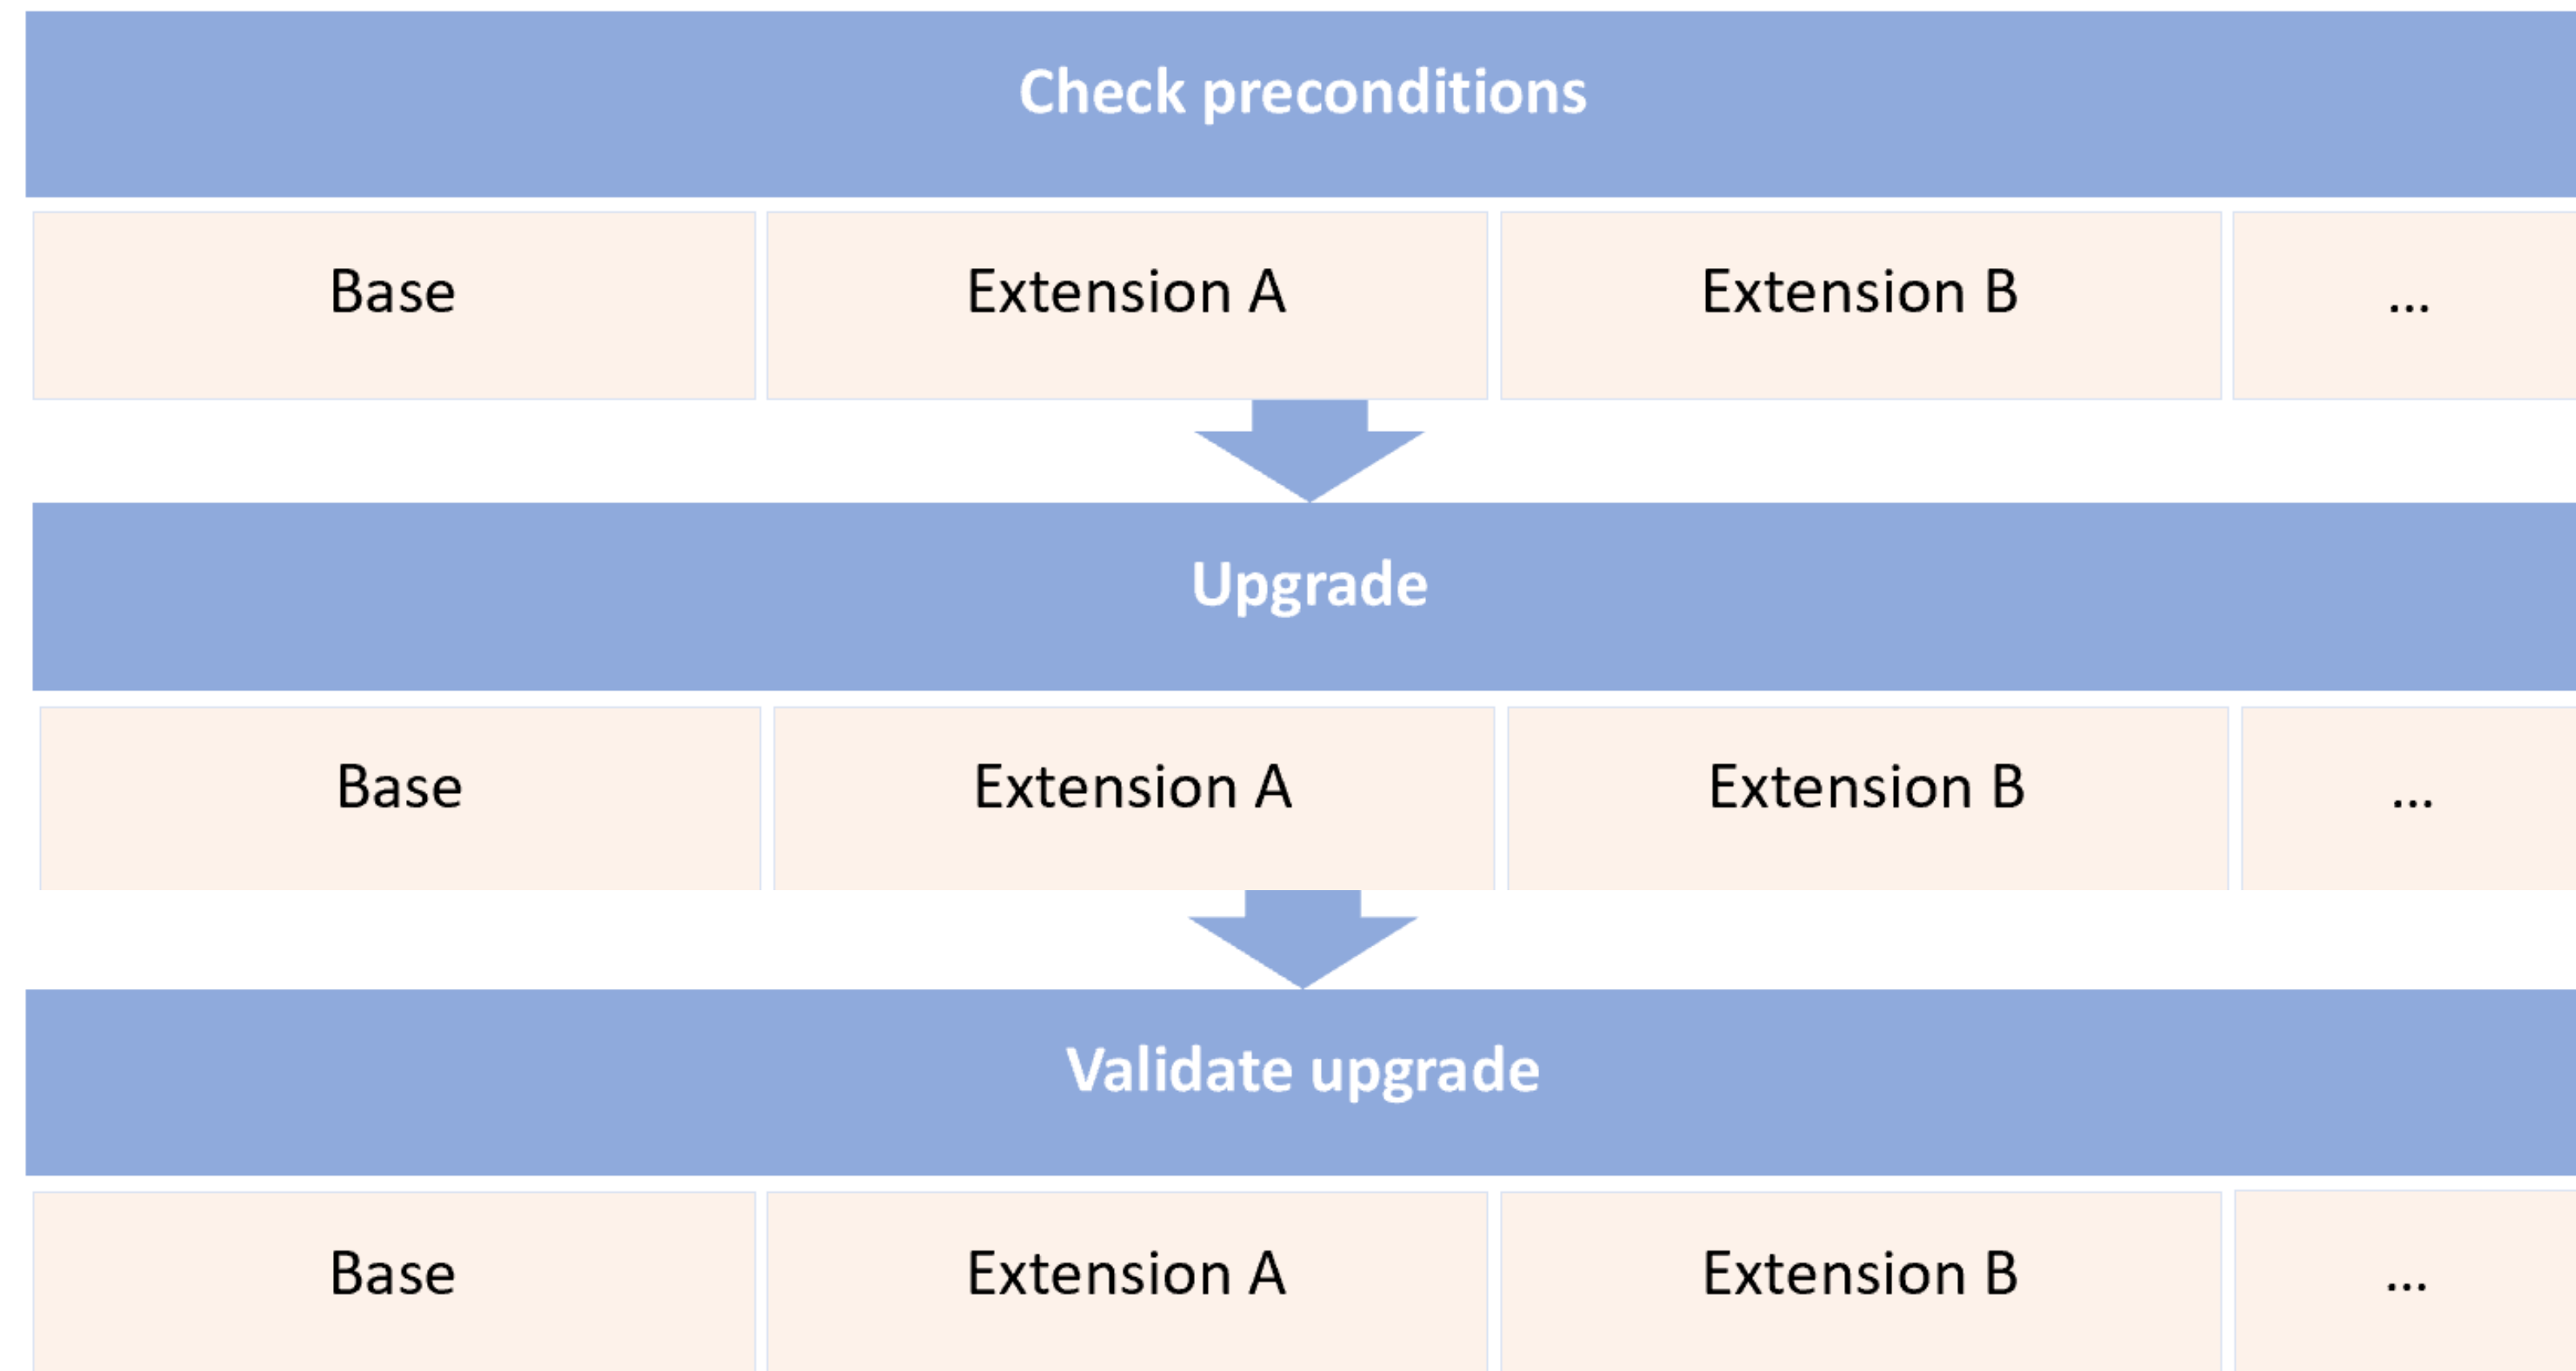 Check preconditions
Base
Extension A
Extension B
...
Upgrade
Base
Extension A
Extension B
...
Validate upgrade
Base
Extension A
Extension B
...